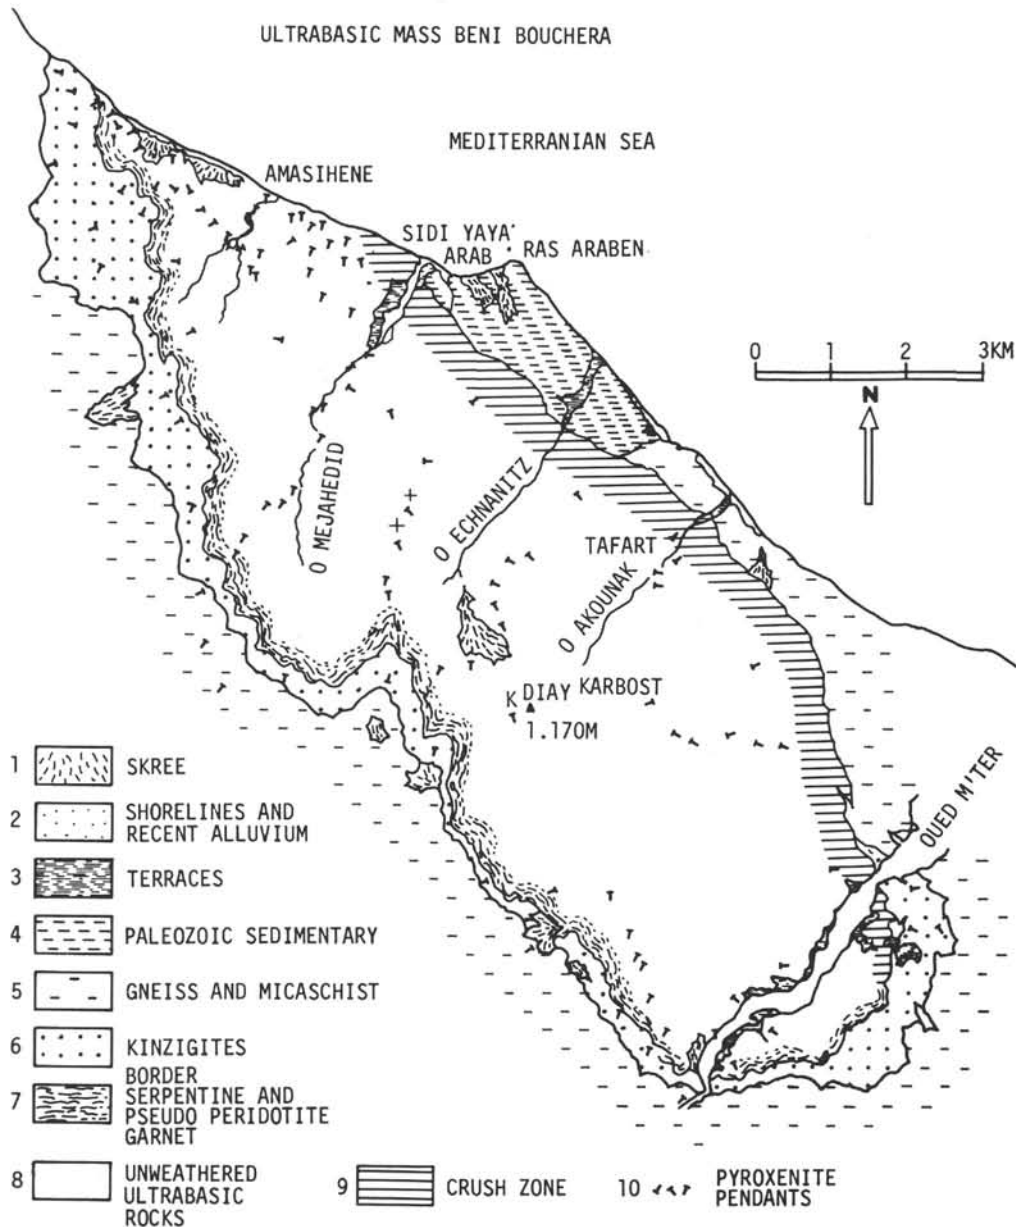 ULTRABASIC MASS BENI BOUCHERA
MEDITERRANIAN SEA
AMASIHENE
SIDI YAYA'
ARAB
RAS ARABEN
0 1 2 3KM
N
O MEJAHEDID
O ECHNANITZ
TAFART
O AKOUNAK
K DIAY KARBOST
1.170M
OUED M'TER
1 SKREE
2 SHORELINES AND
RECENT ALLUVIUM
3 TERRACES
4 PALEOZOIC SEDIMENTARY
5 GNEISS AND MICASCHIST
6 KINZIGITES
7 BORDER
SERPENTINE AND
PSEUDO PERIDOTITE
GARNET
8 UNWEATHERED
ULTRABASIC
ROCKS
9 CRUSH ZONE
10 PYROXENITE
PENDANTS